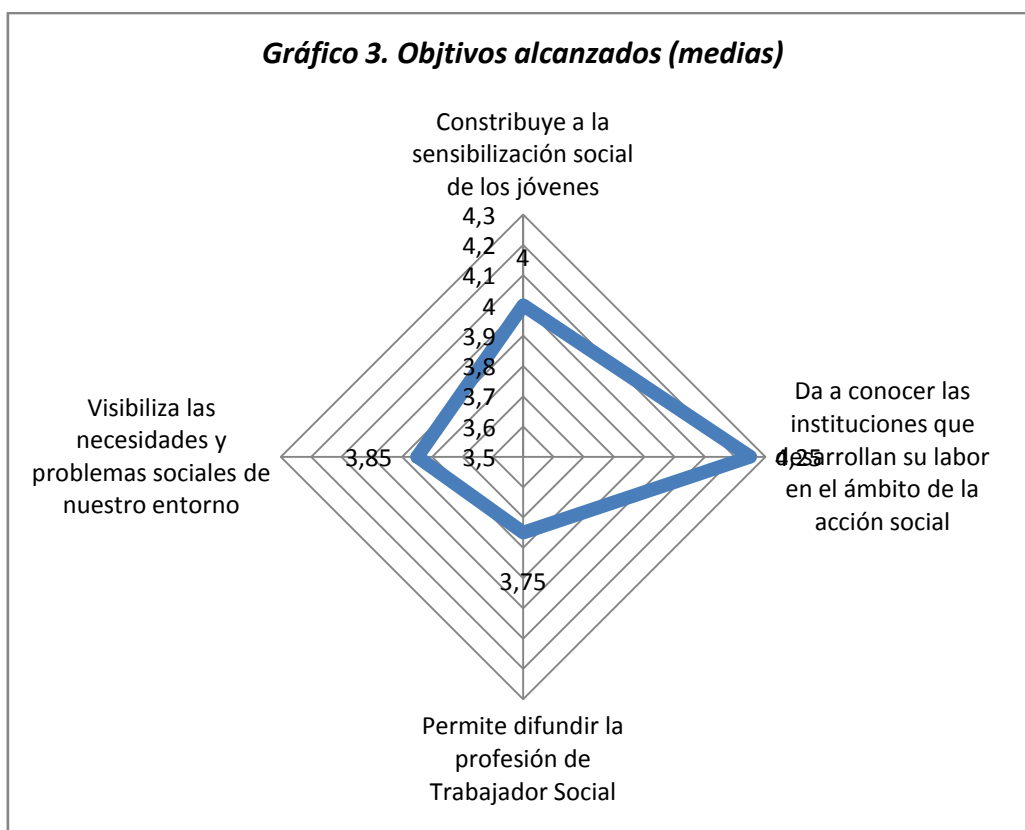 Gráfico 3. Objtivos alcanzados (medias)
Constribuye a la
sensibilización social
de los jóvenes
4,3
4,2
4,1
4
3,9
3,8
3,7
3,6
3,5
4
Da a conocer las
instituciones que
desarrollan su labor
en el ámbito de la
acción social
4,25
3,75
Permite difundir la
profesión de
Trabajador Social
Visibiliza las
necesidades y
problemas sociales de
nuestro entorno
3,85